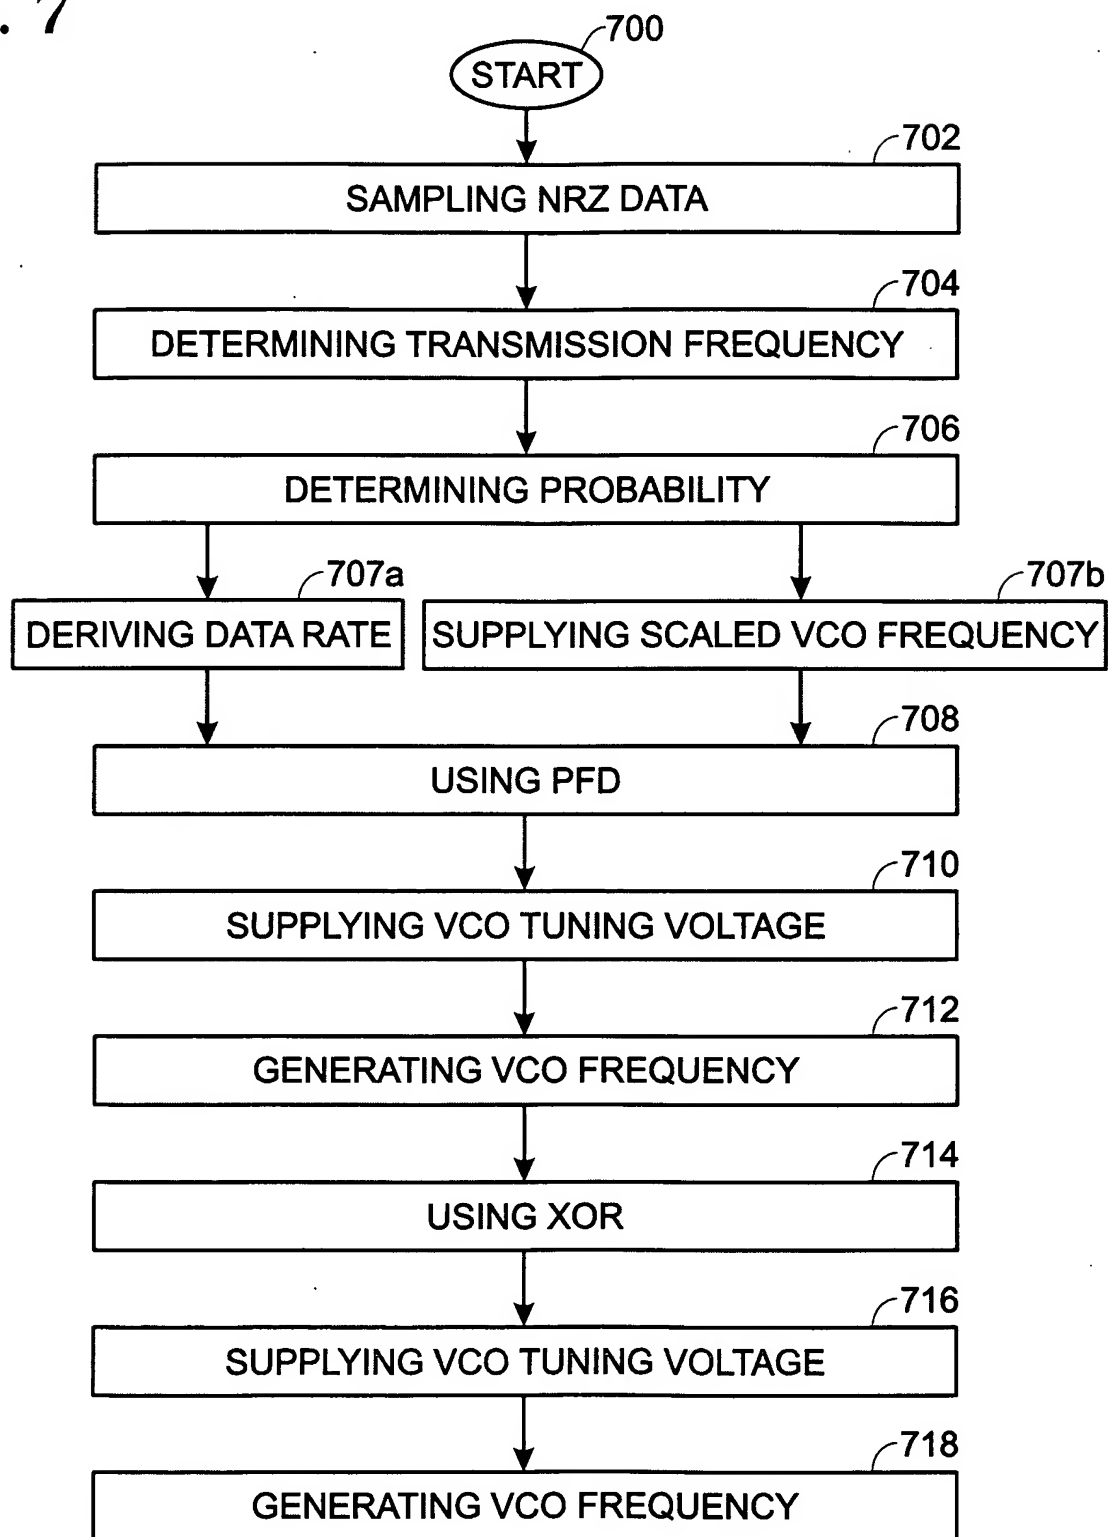 . 7
700
START
702
SAMPLING NRZ DATA
704
DETERMINING TRANSMISSION FREQUENCY
706
DETERMINING PROBABILITY
707a
707b
DERIVING DATA RATE
SUPPLYING SCALED VCO FREQUENCY
708
USING PFD
710
SUPPLYING VCO TUNING VOLTAGE
712
GENERATING VCO FREQUENCY
714
USING XOR
716
SUPPLYING VCO TUNING VOLTAGE
718
GENERATING VCO FREQUENCY